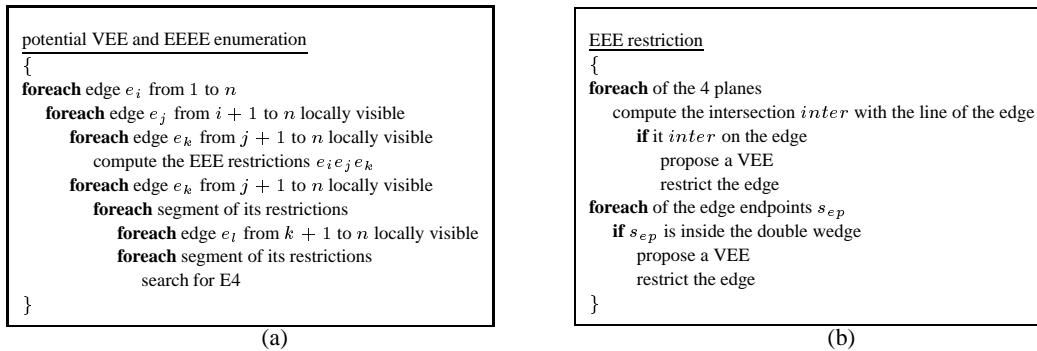 potential VEE and EEEE enumeration
{
foreach edge e_i from 1 to n
foreach edge e_j from i + 1 to n locally visible
foreach edge e_k from j + 1 to n locally visible
compute the EEE restrictions e_i e_j e_k
foreach edge e_k from j + 1 to n locally visible
foreach segment of its restrictions
foreach edge e_l from k + 1 to n locally visible
foreach segment of its restrictions
search for E4
}
(a)
EEE restriction
{
foreach of the 4 planes
compute the intersection inter with the line of the edge
if it inter on the edge
propose a VEE
restrict the edge
foreach of the edge endpoints s_ep
if s_ep is inside the double wedge
propose a VEE
restrict the edge
}
(b)